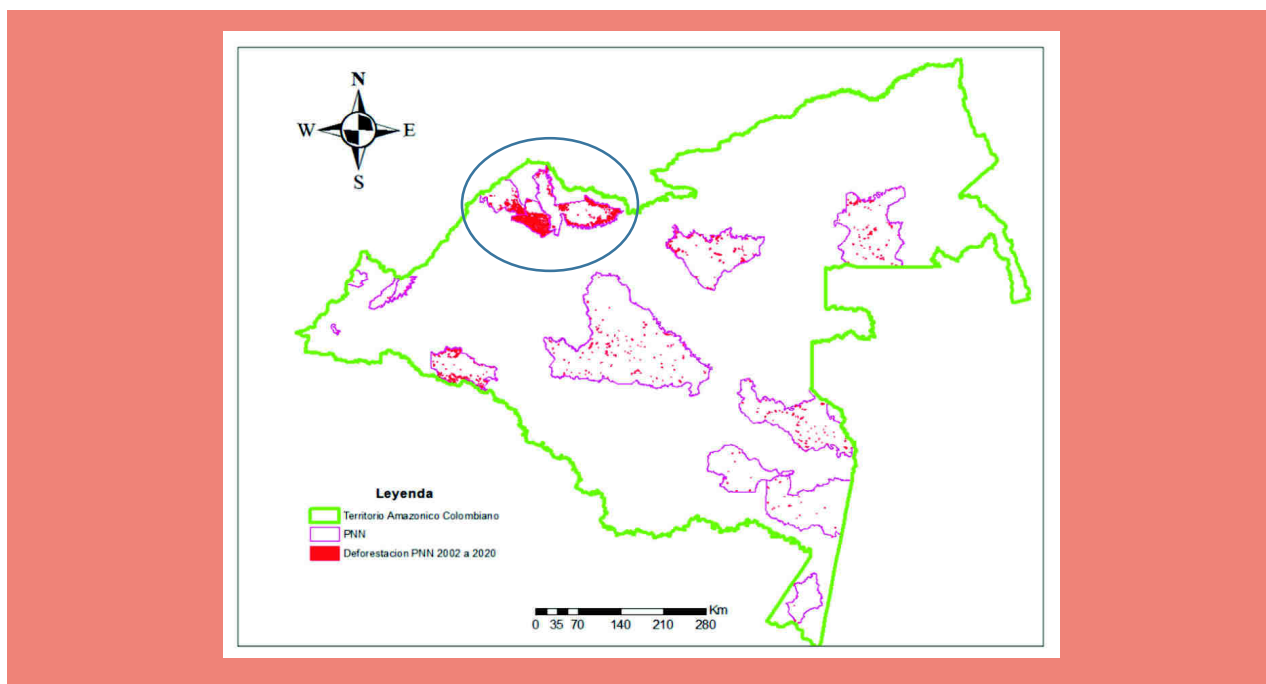 N
W E
S
Leyenda
Territorio Amazonico Colombiano
PNN
Deforestacion PNN 2002 a 2020
Km
0 35 70 140 210 280